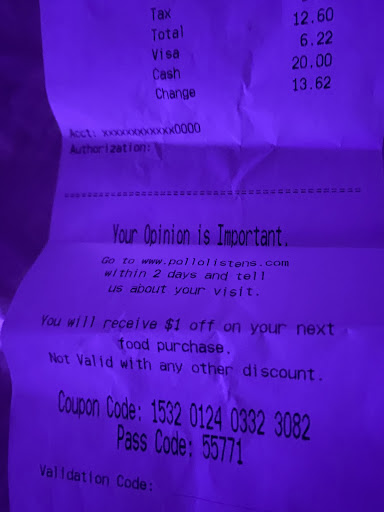 Tax
Total 12.60
Visa 6.22
Cash 20.00
Change 13.62
Acct: xxxxxxxxxxxx0000
Authorization:
Your Opinion is Important.
Go to www.pollolistens.com
within 2 days and tell
us about your visit.
You will receive $1 off on your next
food purchase.
Not Valid with any other discount.
Coupon Code: 1532 0124 0332 3082
Pass Code: 55771
Validation Code: